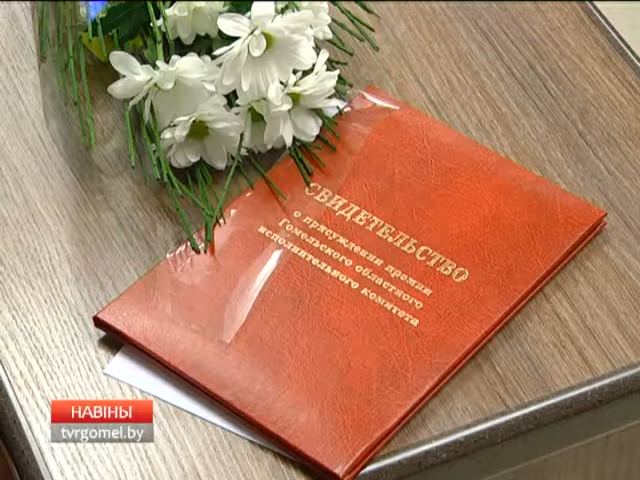 СВИДЕТЕЛЬСТВО
о присуждении премии
Гомельского областного
исполнительного комитета
НАВІНЫ
tvrgomel.by